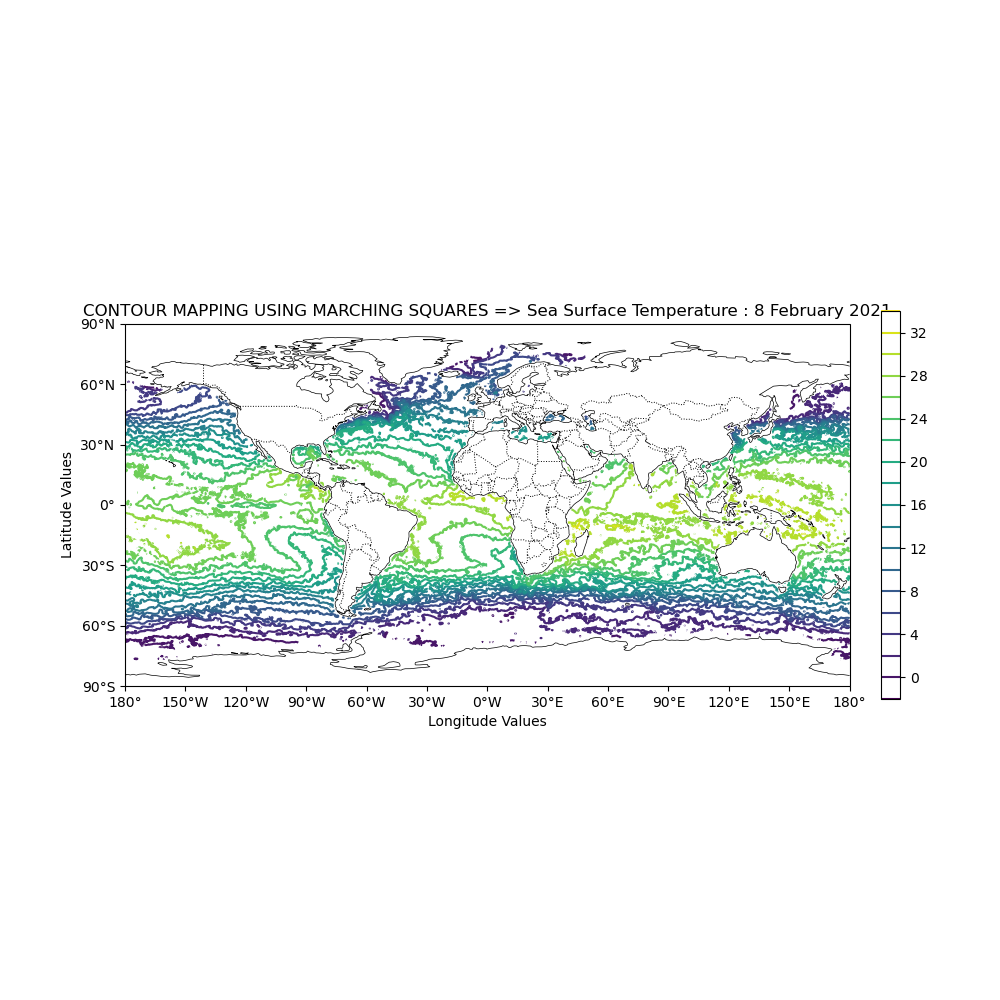 CONTOUR MAPPING USING MARCHING SQUARES => Sea Surface Temperature : 8 February 2021
90°N
60°N
30°N
0°
30°S
60°S
90°S
Latitude Values
180° 150°W 120°W 90°W 60°W 30°W 0°W 30°E 60°E 90°E 120°E 150°E 180°
Longitude Values
32
28
24
20
16
12
8
4
0